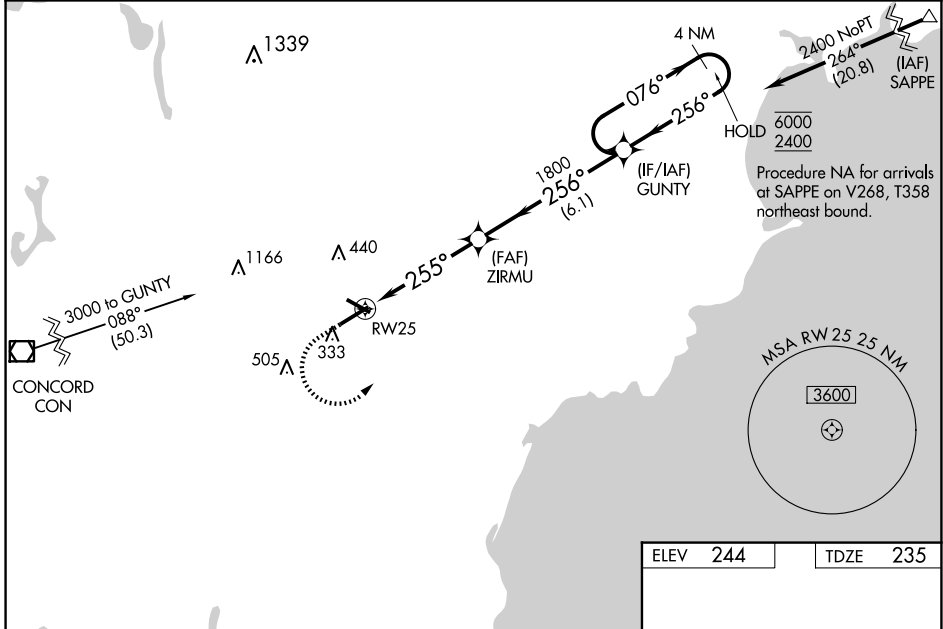 1339
4 NM
2400 NoPT
264°
(20.8)
(IAF)
SAPPE
076°
256°
HOLD
6000
2400
(IF/IAF)
GUNTY
1800
256°
(6.1)
Procedure NA for arrivals
at SAPPE on V268, T358
northeast bound.
1166
440
(FAF)
ZIRMU
255°
3000 to GUNTY
088°
(50.3)
RW25
333
505
CONCORD
CON
MSA RW 25 25 NM
3600
ELEV 244
TDZE 235